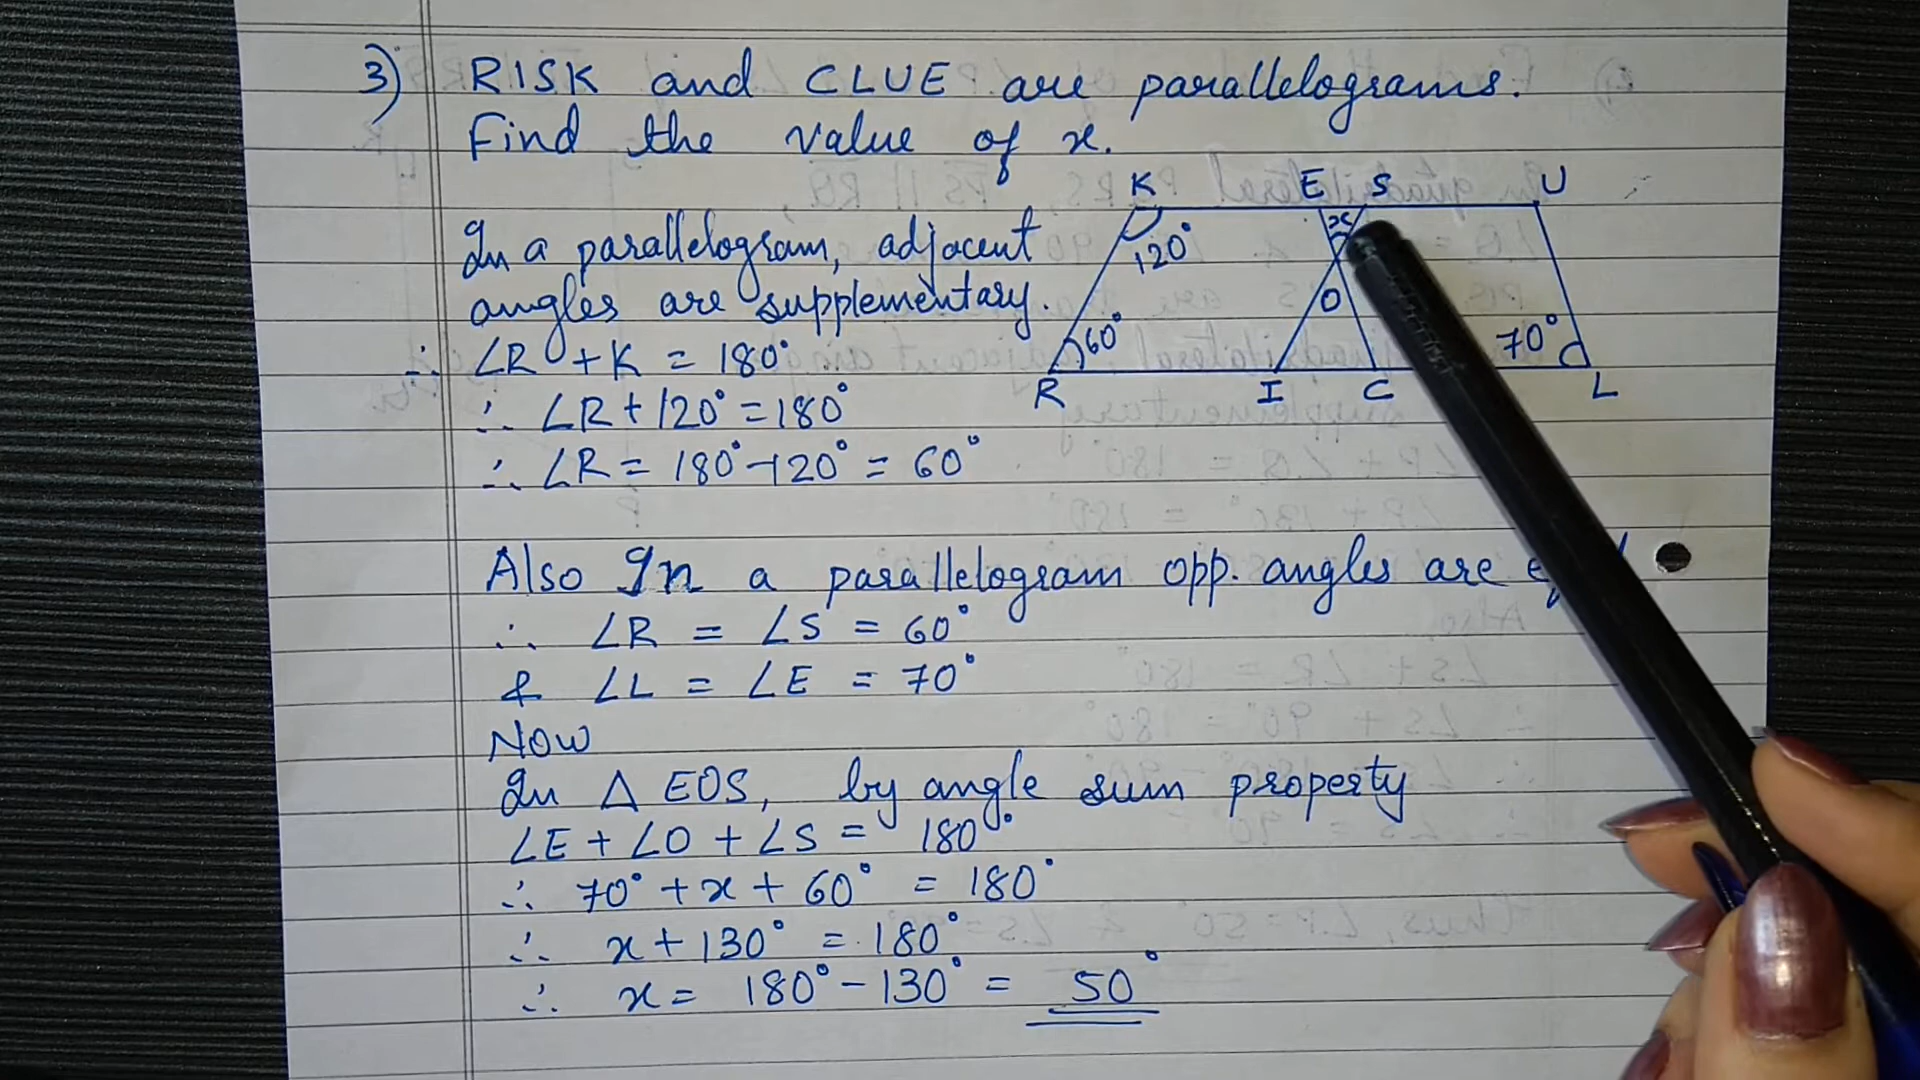 3) RISK and CLUE are parallelograms.
Find the value of x.
K E S U
x
120°
O
60°
70°
R I C L
In a parallelogram, adjacent
angles are supplementary.
∴ ∠R + K = 180°
∴ ∠R + 120° = 180°
∴ ∠R = 180° - 120° = 60°
Also In a parallelogram opp. angles are
∴ ∠R = ∠S = 60°
& ∠L = ∠E = 70°
Now
In △ EOS, by angle sum property
∠E + ∠O + ∠S = 180°
∴ 70° + x + 60° = 180°
∴ x + 130° = 180°
∴ x = 180° - 130° = 50°